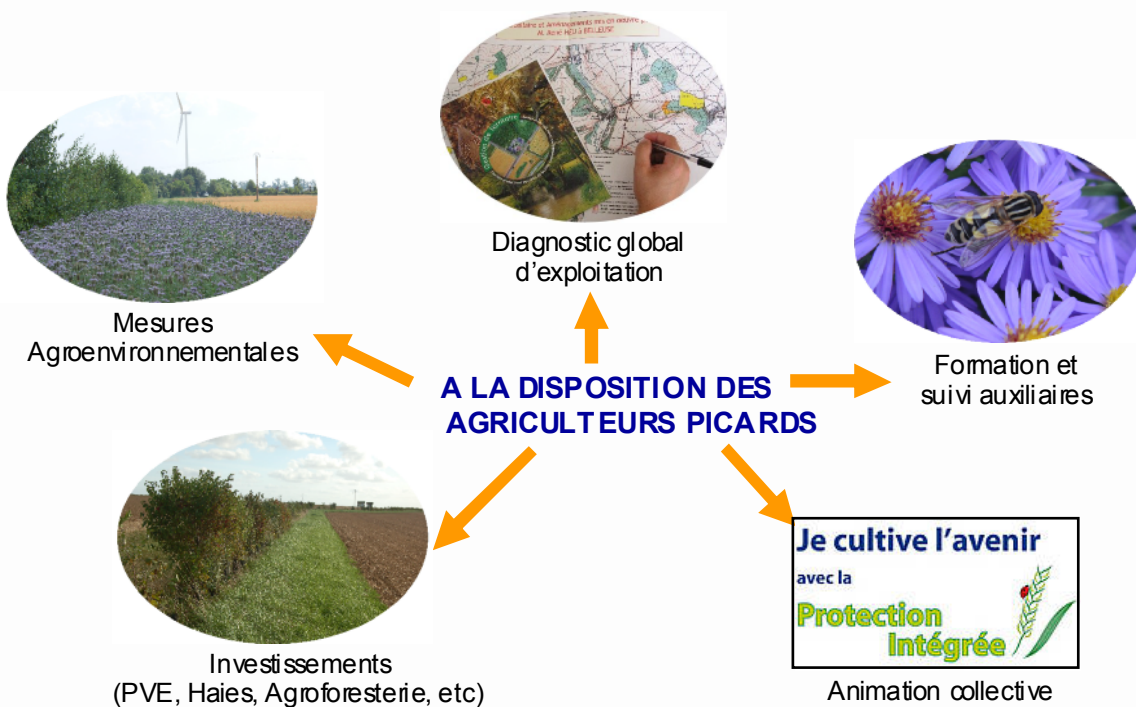 Diagnostic global
d'exploitation
Mesures
Agroenvironnementales
Formation et
suivi auxiliaires
A LA DISPOSITION DES
AGRICULTEURS PICARDS
Investissements
(PVE, Haies, Agroforesterie, etc)
Je cultive l'avenir
avec la
Protection
Intégrée
Animation collective